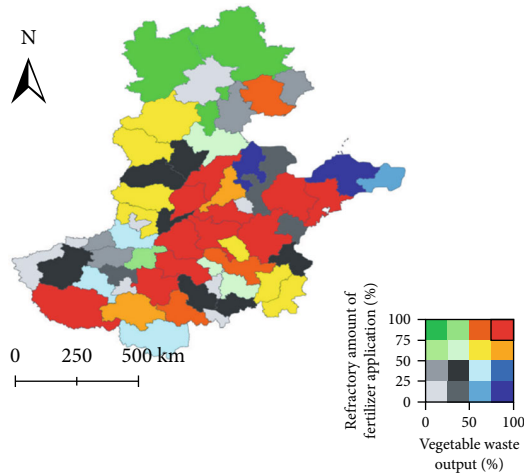 N
0 250 500 km
Refractory amount of
fertilizer application (%)
100
75
50
25
0
0 50 100
Vegetable waste
output (%)